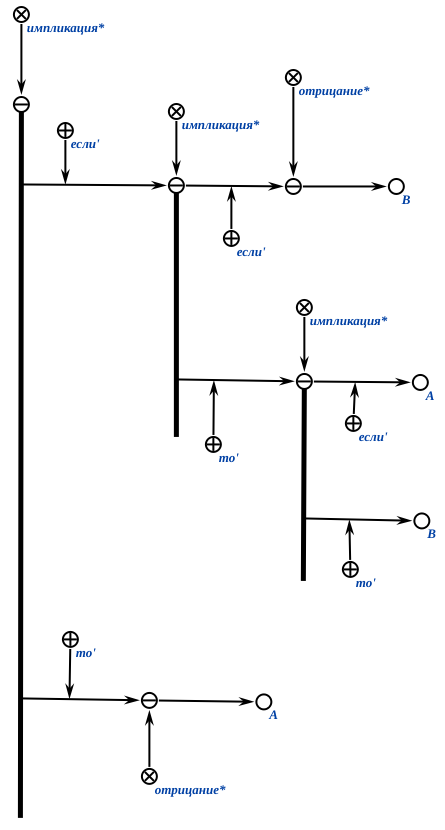 импликация*
если'
импликация*
отрицание*
B
если'
импликация*
A
если'
то'
B
то'
то'
A
отрицание*